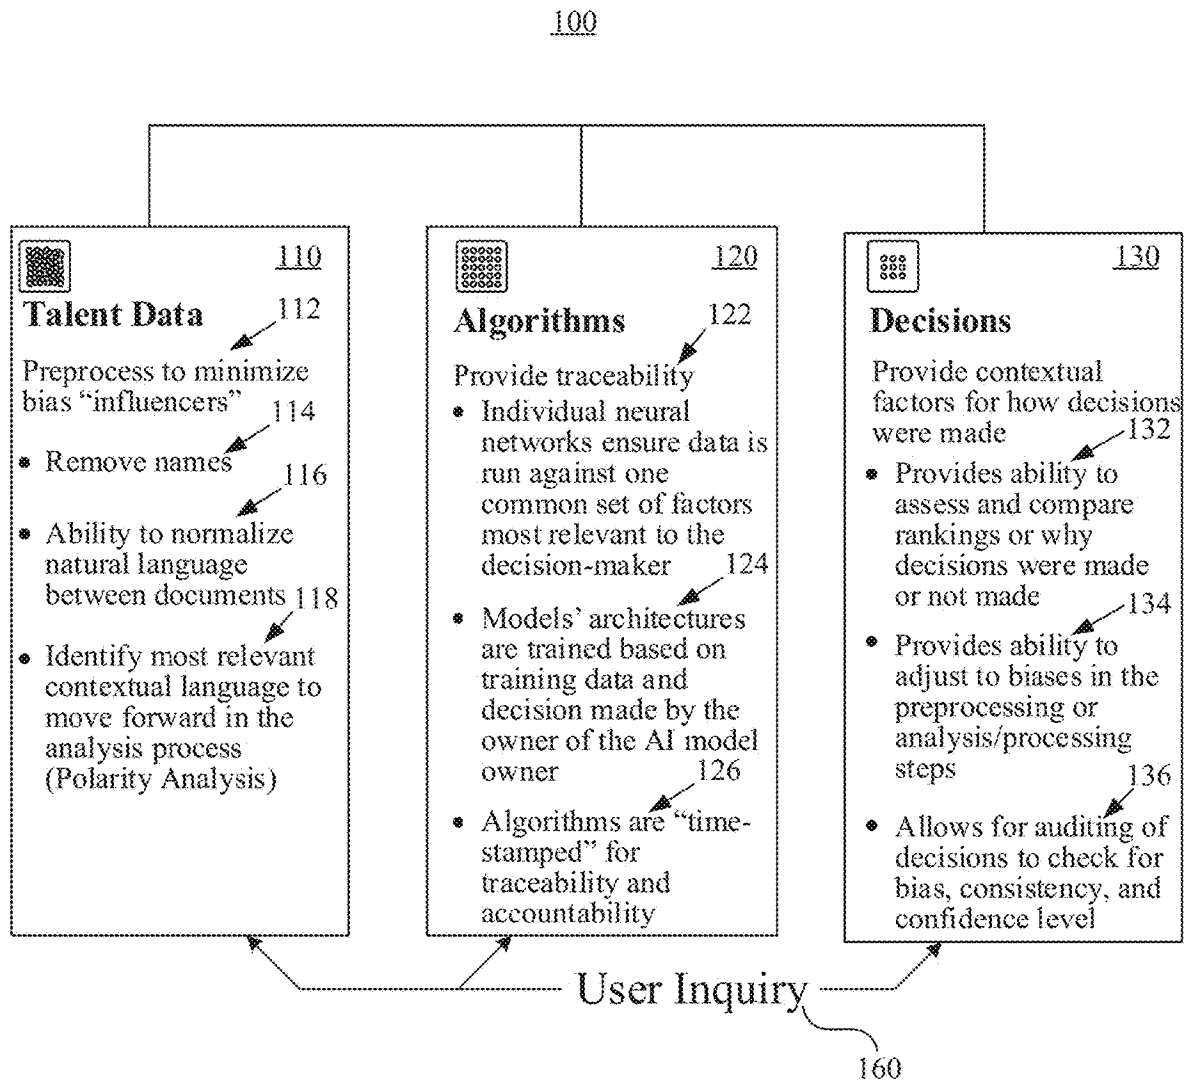 100
110
Talent Data
112
Preprocess to minimize
bias “influencers”
114
• Remove names
116
• Ability to normalize
natural language
between documents
118
• Identify most relevant
contextual language to
move forward in the
analysis process
(Polarity Analysis)
120
Algorithms
122
Provide traceability
• Individual neural
networks ensure data is
run against one
common set of factors
most relevant to the
decision-maker
124
• Models’ architectures
are trained based on
training data and
decision made by the
owner of the AI model
owner
126
• Algorithms are “time-
stamped” for
traceability and
accountability
130
Decisions
Provide contextual
factors for how decisions
were made
132
• Provides ability to
assess and compare
rankings or why
decisions were made
or not made
134
• Provides ability to
adjust to biases in the
preprocessing or
analysis/processing
steps
136
• Allows for auditing of
decisions to check for
bias, consistency, and
confidence level
User Inquiry
160